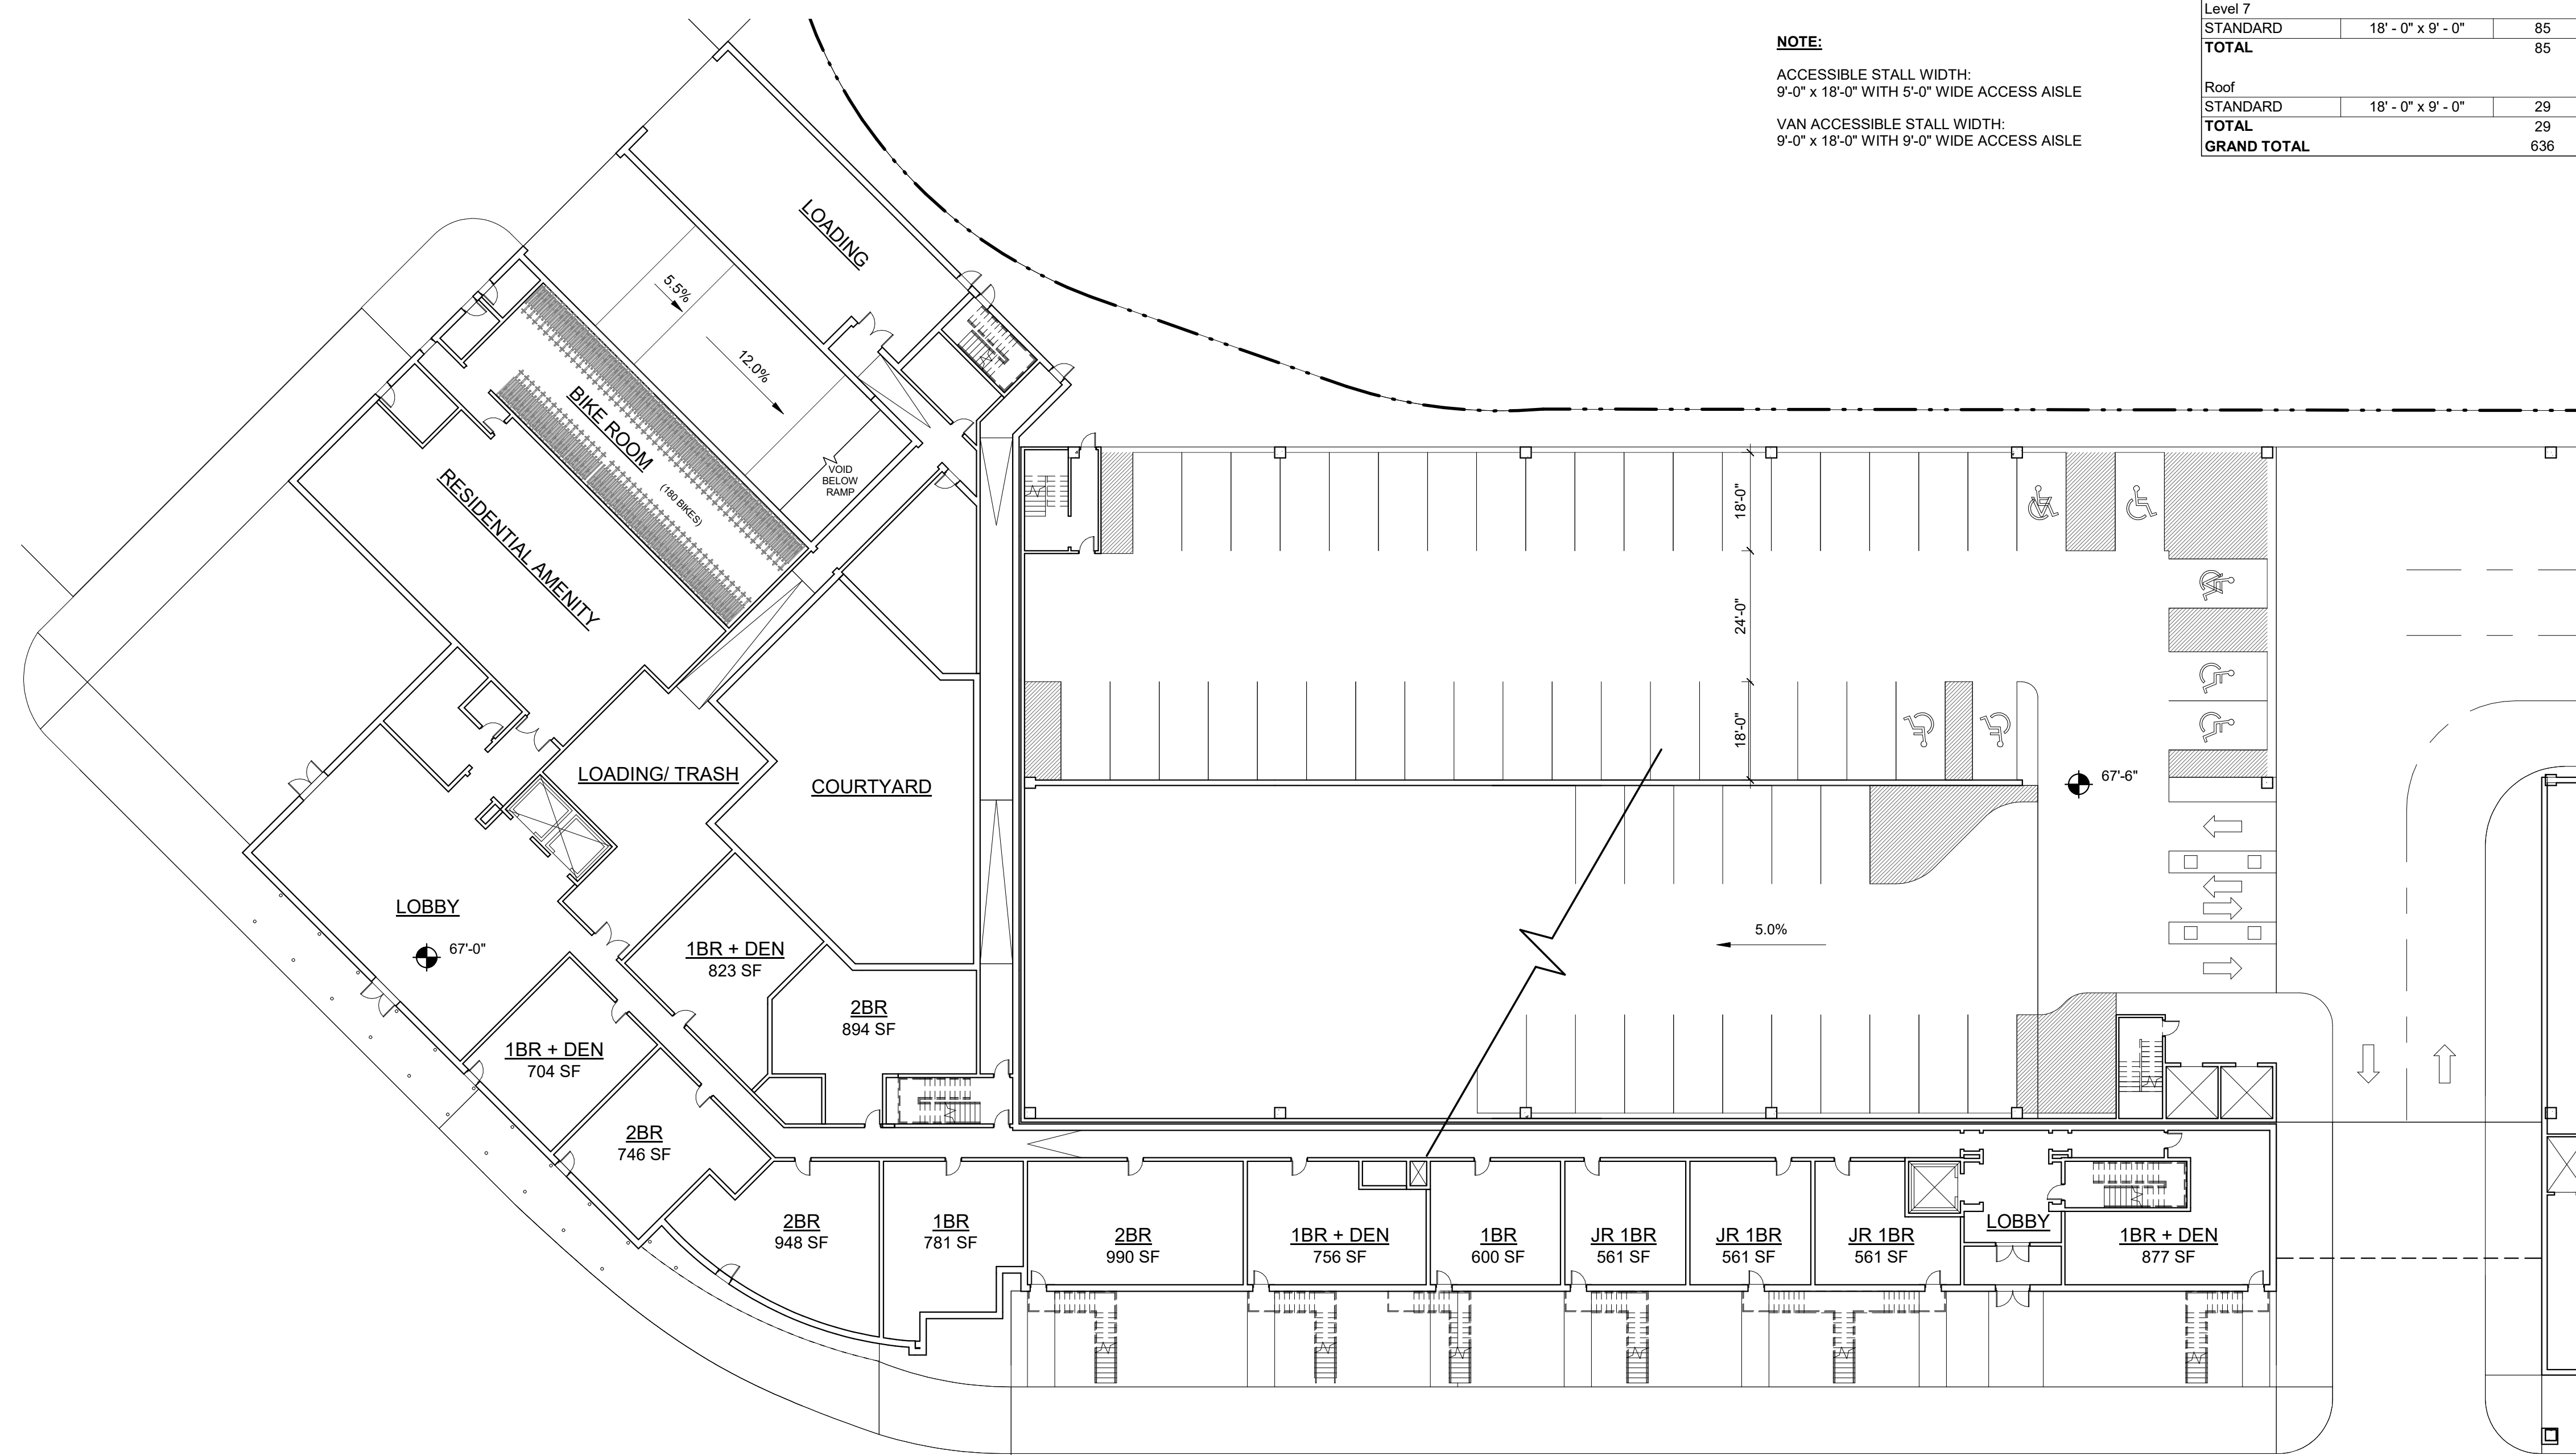 Level 7
STANDARD 18' - 0" x 9' - 0" 85
TOTAL 85
Roof
STANDARD 18' - 0" x 9' - 0" 29
TOTAL 29
GRAND TOTAL 636
NOTE:
ACCESSIBLE STALL WIDTH:
9'-0" x 18'-0" WITH 5'-0" WIDE ACCESS AISLE
VAN ACCESSIBLE STALL WIDTH:
9'-0" x 18'-0" WITH 9'-0" WIDE ACCESS AISLE
LOADING
5.5%
12.0%
BIKE ROOM
(180 BIKES)
VOID
BELOW
RAMP
RESIDENTIAL AMENITY
18'-0"
24'-0"
18'-0"
LOADING/ TRASH
COURTYARD
67'-6"
LOBBY
67'-0"
5.0%
1BR + DEN
823 SF
2BR
894 SF
1BR + DEN
704 SF
2BR
746 SF
2BR
948 SF
1BR
781 SF
2BR
990 SF
1BR + DEN
756 SF
1BR
600 SF
JR 1BR
561 SF
JR 1BR
561 SF
JR 1BR
561 SF
LOBBY
1BR + DEN
877 SF